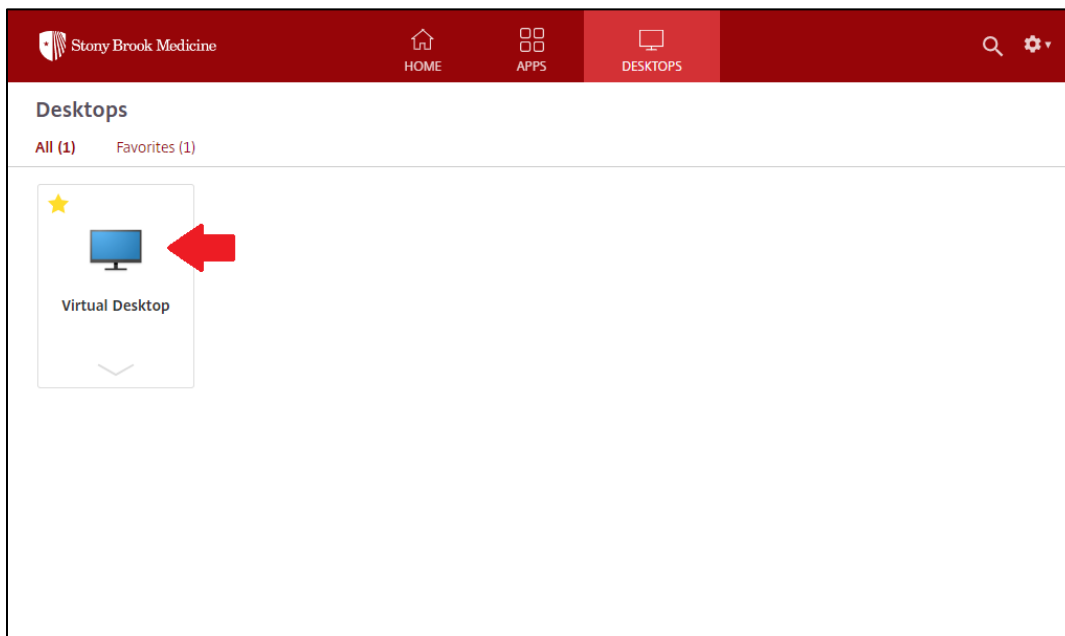 Stony Brook Medicine
HOME
APPS
DESKTOPS
Desktops
All (1) Favorites (1)
Virtual Desktop